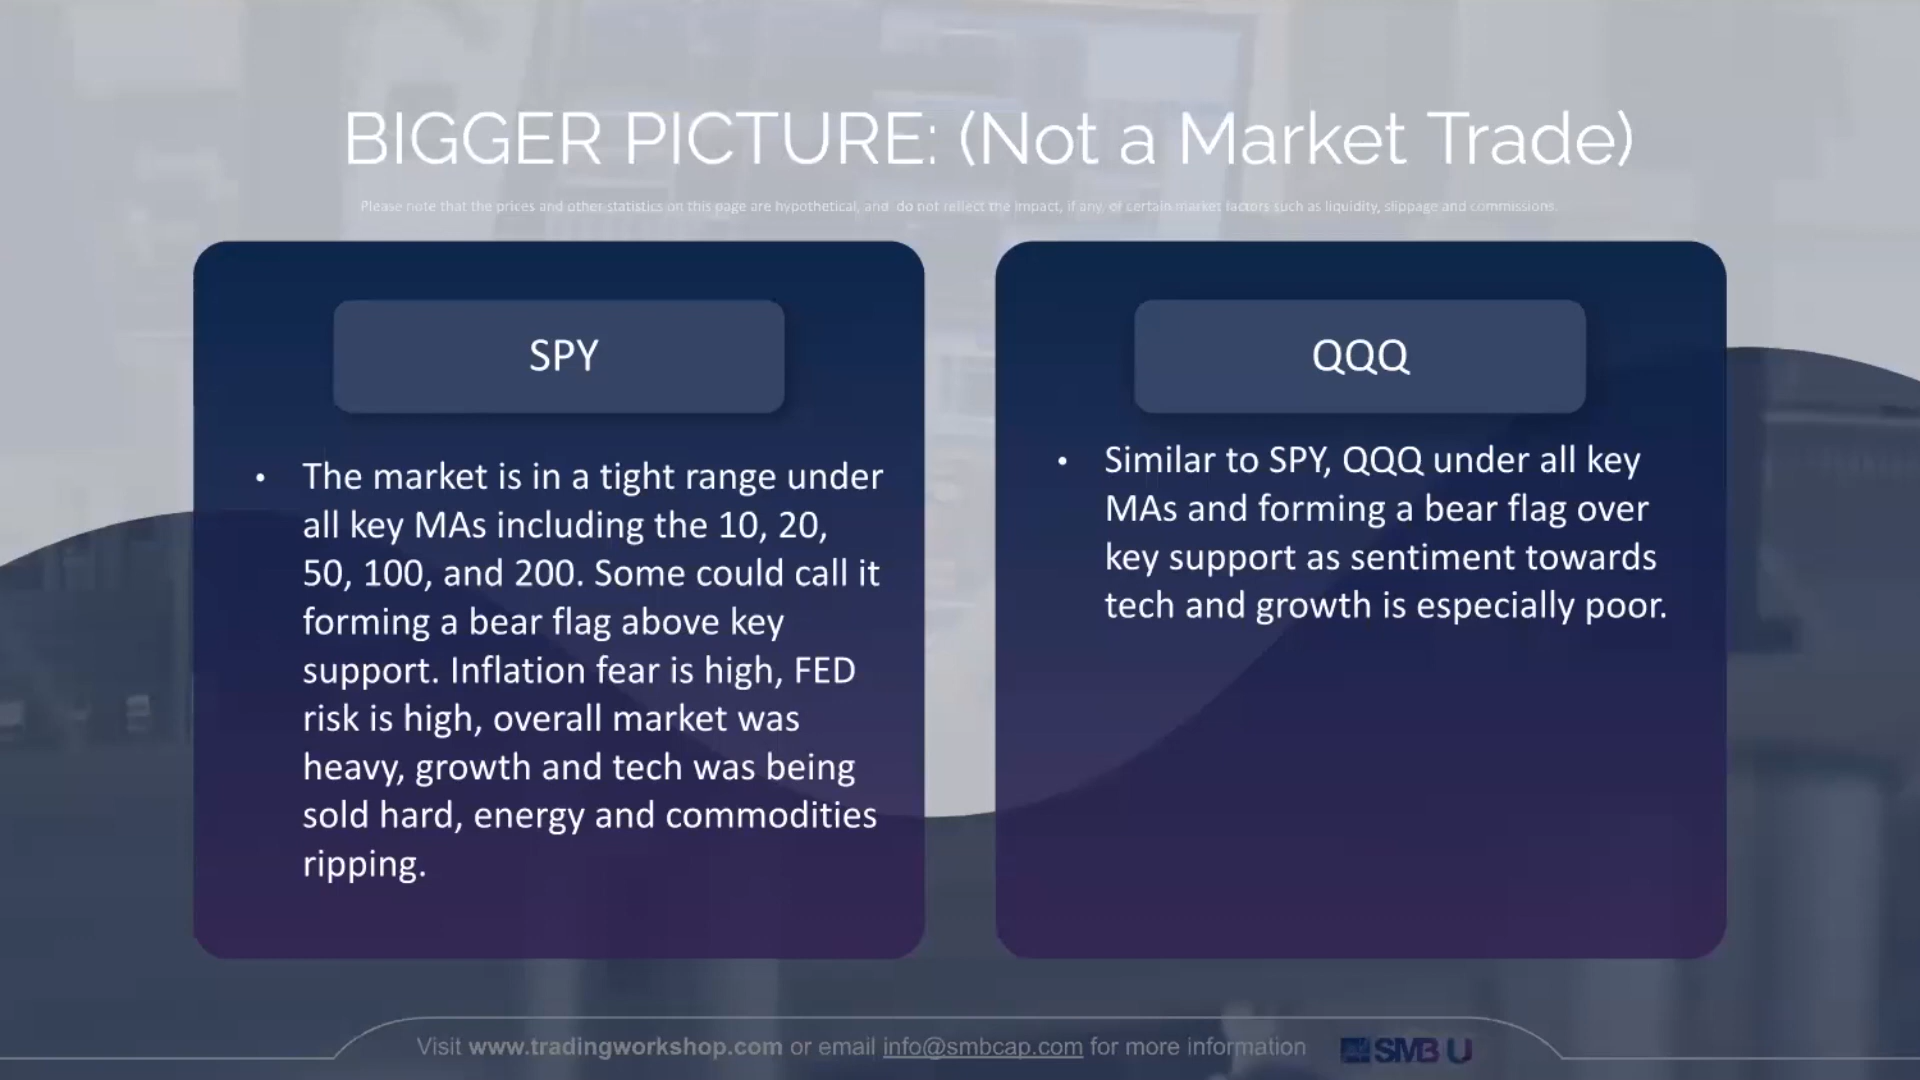 BIGGER PICTURE: (Not a Market Trade)
Please note that the prices and other statistics on this page are hypothetical, and do not reflect the impact, if any, of certain market factors such as liquidity, slippage and commissions.
SPY
• The market is in a tight range under
all key MAs including the 10, 20,
50, 100, and 200. Some could call it
forming a bear flag above key
support. Inflation fear is high, FED
risk is high, overall market was
heavy, growth and tech was being
sold hard, energy and commodities
ripping.
QQQ
• Similar to SPY, QQQ under all key
MAs and forming a bear flag over
key support as sentiment towards
tech and growth is especially poor.
Visit www.tradingworkshop.com or email info@smbcap.com for more information
SMB U